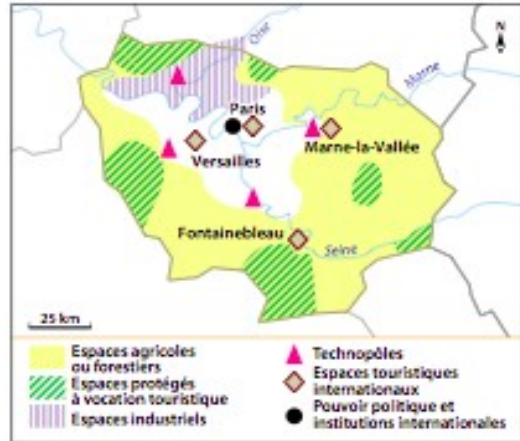 N
Oise
Marne
Paris
Versailles
Marne-la-Vallée
Fontainebleau
Seine
25 km
Espaces agricoles
ou forestiers
Espaces protégés
à vocation touristique
Espaces industriels
Technopôles
Espaces touristiques
internationaux
Pouvoir politique et
institutions internationales